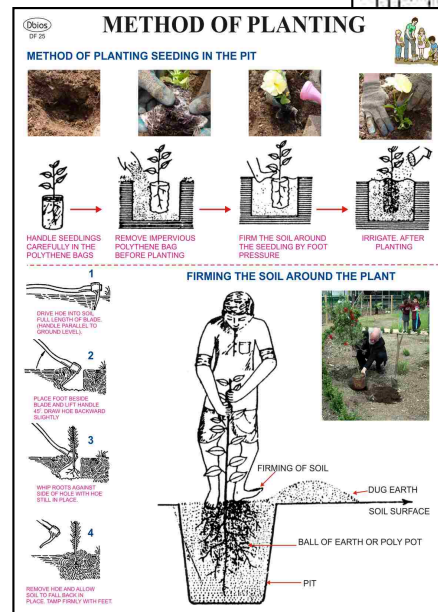 Dbios
DF 25
METHOD OF PLANTING
METHOD OF PLANTING SEEDING IN THE PIT
HANDLE SEEDLINGS
CAREFULLY IN THE
POLYTHENE BAGS
REMOVE IMPERVIOUS
POLYTHENE BAG
BEFORE PLANTING
FIRM THE SOIL AROUND
THE SEEDLING BY FOOT
PRESSURE
IRRIGATE. AFTER
PLANTING
1
DRIVE HOE INTO SOIL
FULL LENGTH OF BLADE.
(HANDLE PARALLEL TO
GROUND LEVEL).
2
PLACE FOOT BESIDE
BLADE AND LIFT HANDLE
45°. DRAW HOE BACKWARD
SLIGHTLY
3
WHIP ROOTS AGAINST
SIDE OF HOLE WITH HOE
STILL IN PLACE.
4
REMOVE HOE AND ALLOW
SOIL TO FALL BACK IN
PLACE. TAMP FIRMLY WITH FEET.
FIRMING THE SOIL AROUND THE PLANT
FIRMING OF SOIL
DUG EARTH
SOIL SURFACE
BALL OF EARTH OR POLY POT
PIT